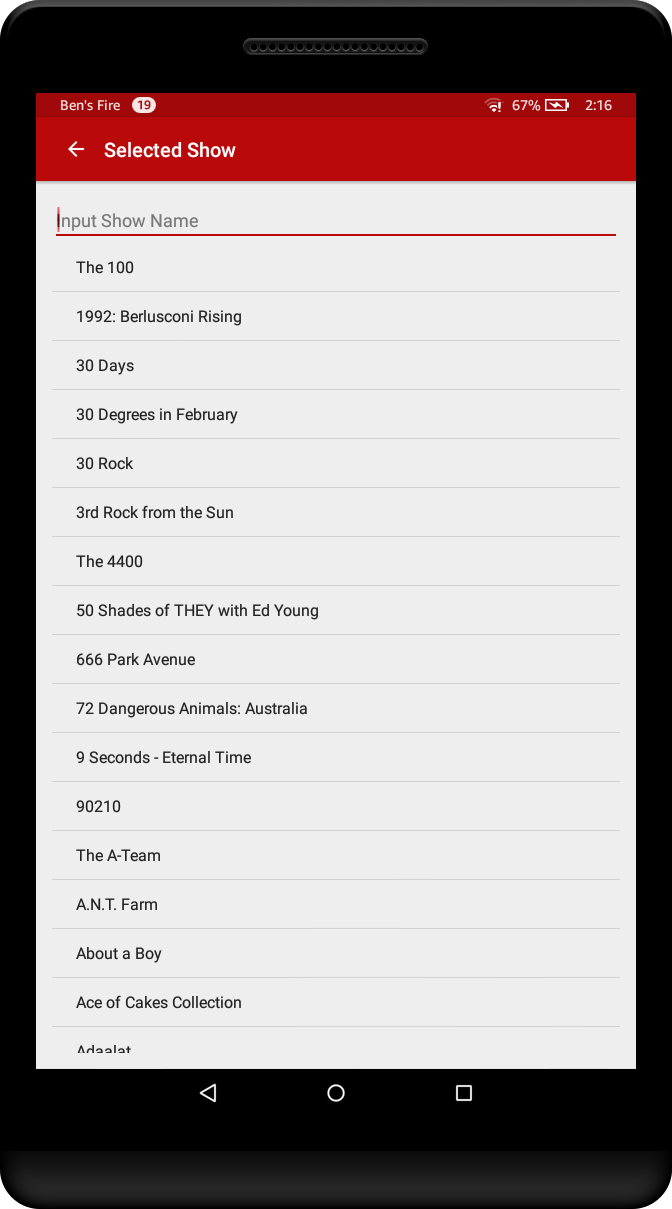 Ben's Fire 19 67% 2:16
Selected Show
Input Show Name
The 100
1992: Berlusconi Rising
30 Days
30 Degrees in February
30 Rock
3rd Rock from the Sun
The 4400
50 Shades of THEY with Ed Young
666 Park Avenue
72 Dangerous Animals: Australia
9 Seconds - Eternal Time
90210
The A-Team
A.N.T. Farm
About a Boy
Ace of Cakes Collection
Adaalat